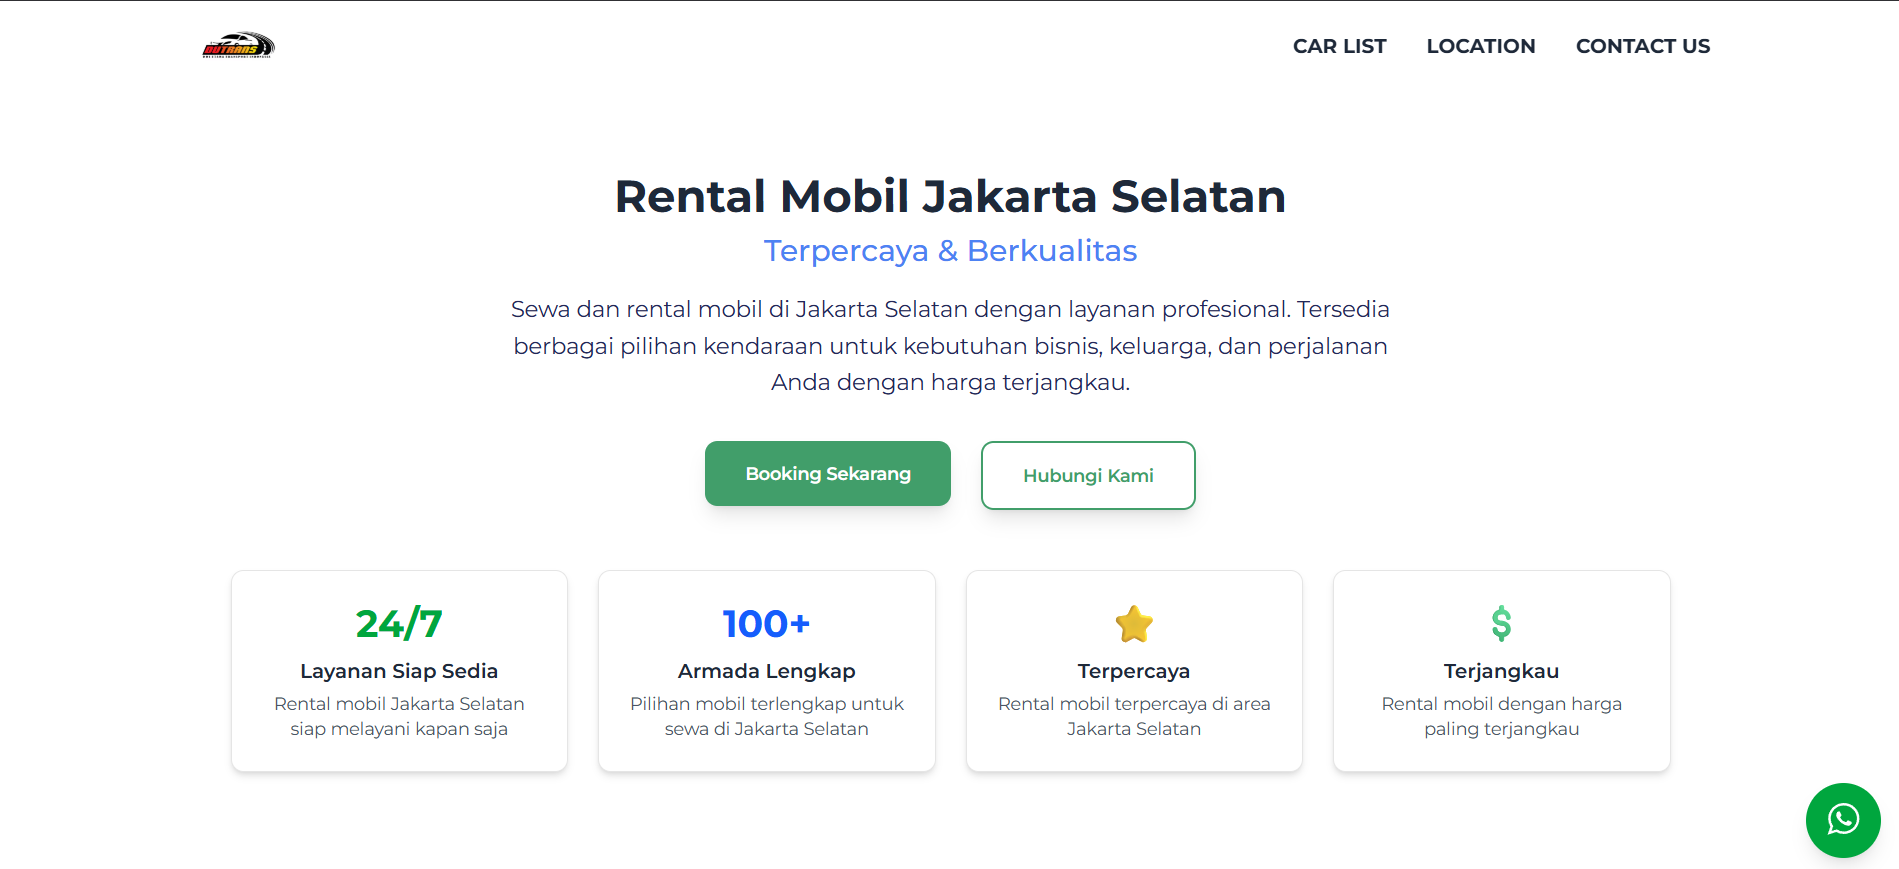 DUTRANS
CAR LIST
LOCATION
CONTACT US
Rental Mobil Jakarta Selatan
Terpercaya & Berkualitas
Sewa dan rental mobil di Jakarta Selatan dengan layanan profesional. Tersedia
berbagai pilihan kendaraan untuk kebutuhan bisnis, keluarga, dan perjalanan
Anda dengan harga terjangkau.
Booking Sekarang
Hubungi Kami
24/7
Layanan Siap Sedia
Rental mobil Jakarta Selatan
siap melayani kapan saja
100+
Armada Lengkap
Pilihan mobil terlengkap untuk
sewa di Jakarta Selatan
Terpercaya
Rental mobil terpercaya di area
Jakarta Selatan
$
Terjangkau
Rental mobil dengan harga
paling terjangkau